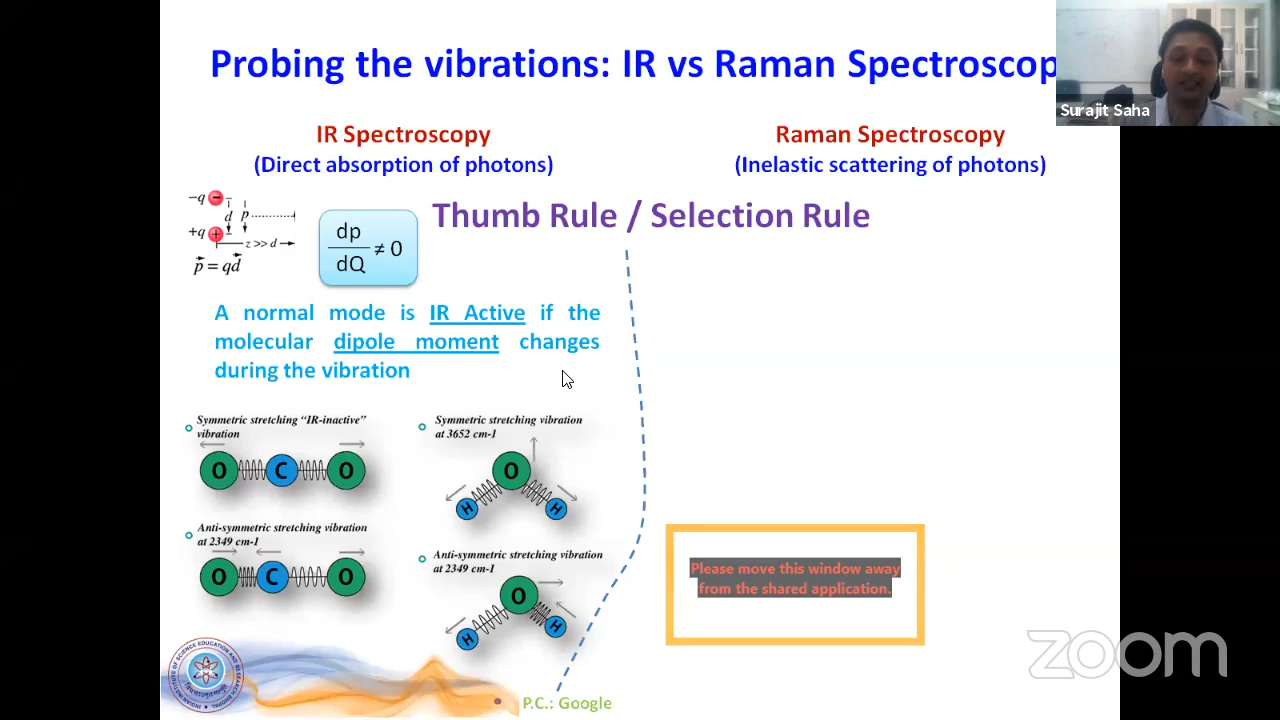 Probing the vibrations: IR vs Raman Spectroscop
Surajit Saha
IR Spectroscopy
(Direct absorption of photons)
Raman Spectroscopy
(Inelastic scattering of photons)
Thumb Rule / Selection Rule
−q
d p
+q
z >> d
p = qd
dp
dQ
≠ 0
A normal mode is IR Active if the
molecular dipole moment changes
during the vibration
Symmetric stretching “IR-inactive”
vibration
O C O
Anti-symmetric stretching vibration
at 2349 cm-1
O C O
Symmetric stretching vibration
at 3652 cm-1
O
H H
Anti-symmetric stretching vibration
at 2349 cm-1
O
H H
Please move this window away
from the shared application.
P.C.: Google
zoom